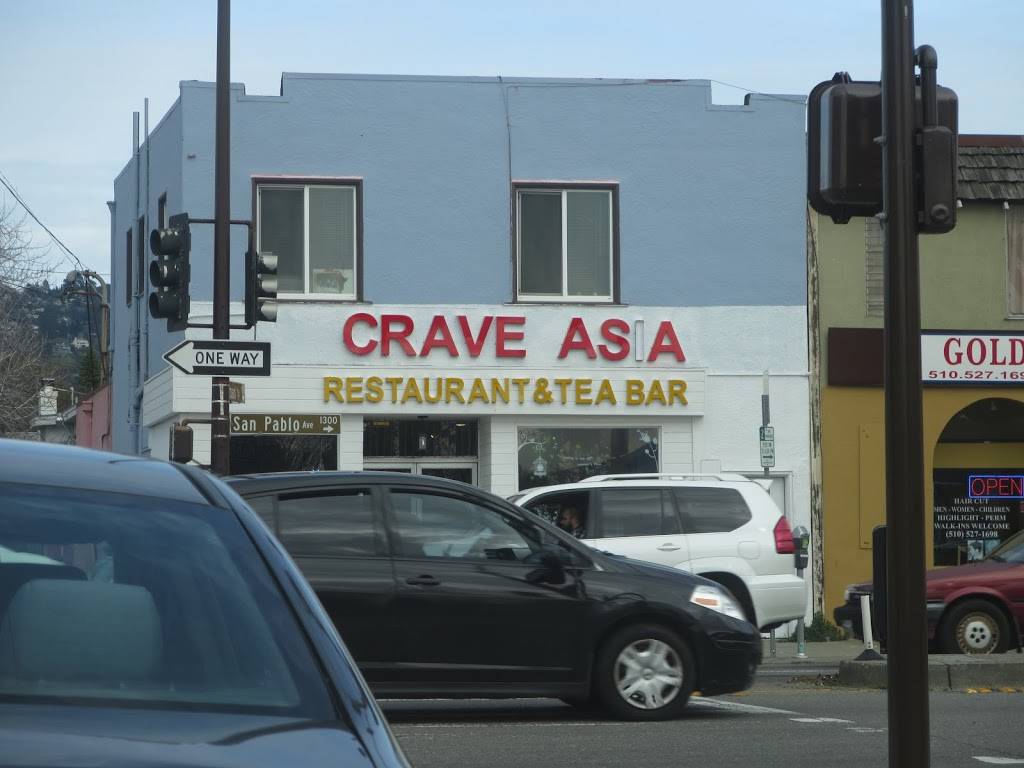 CRAVE ASIA
RESTAURANT & TEA BAR
ONE WAY
San Pablo Ave 1300
GOLD
510.527.169
OPEN
HAIR CUT
MEN - WOMEN - CHILDREN
HIGHLIGHT - PERM
WALK-INS WELCOME
(510) 527-1698